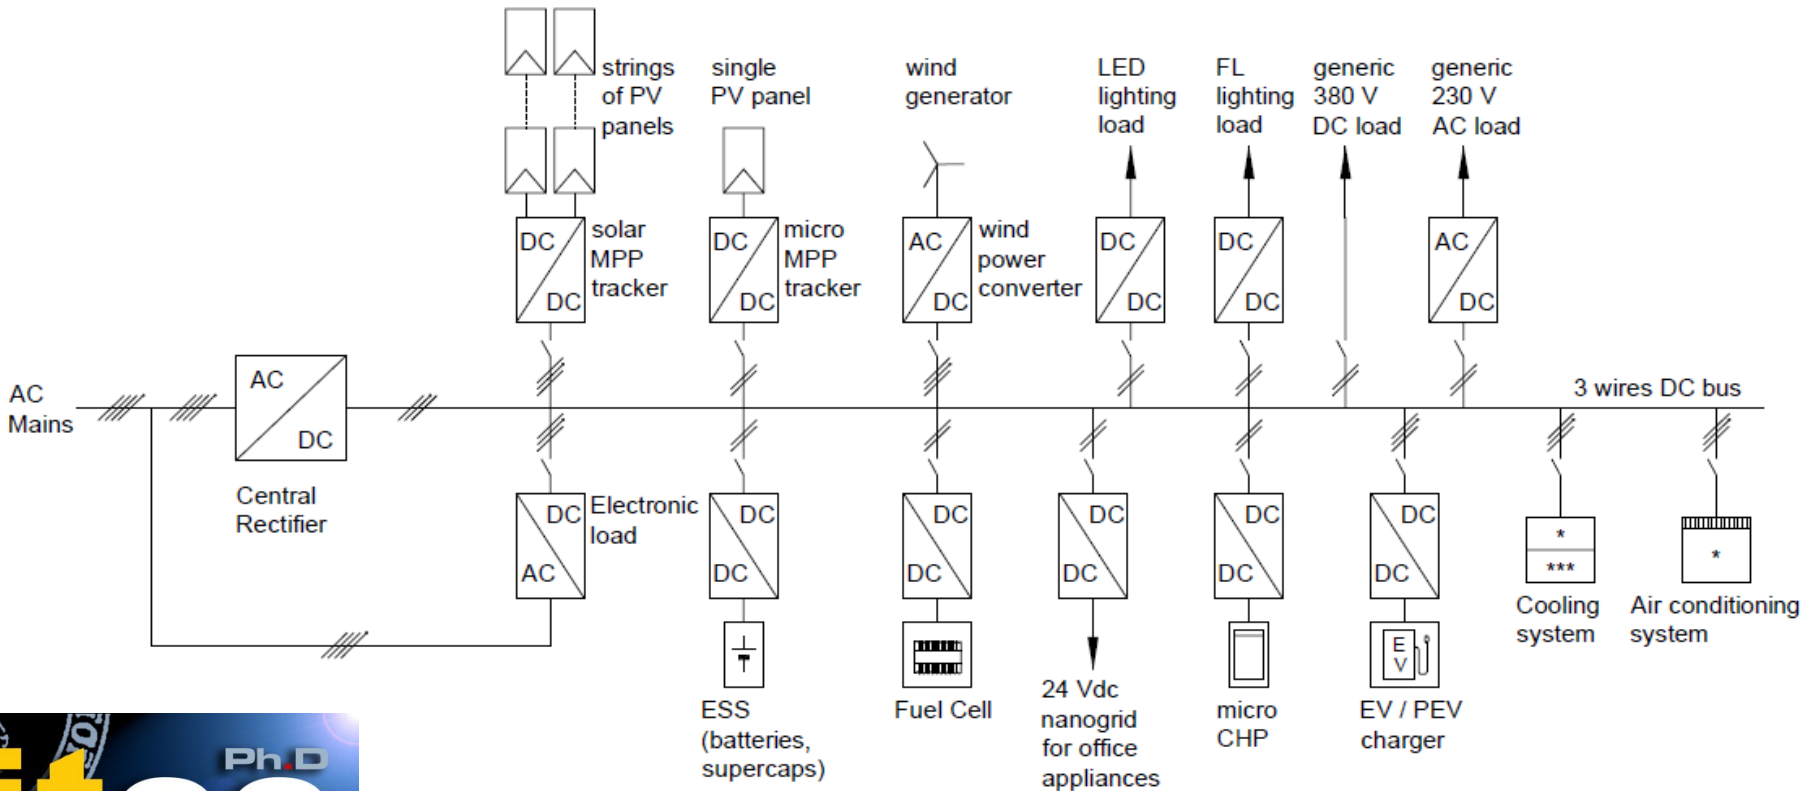 strings
of PV
panels
single
PV panel
wind
generator
LED
lighting
load
FL
lighting
load
generic
380 V
DC load
generic
230 V
AC load
DC
DC
solar
MPP
tracker
DC
DC
micro
MPP
tracker
AC
DC
wind
power
converter
DC
DC
DC
DC
AC
DC
AC
Mains
AC
DC
Central
Rectifier
3 wires DC bus
DC
AC
Electronic
load
DC
DC
DC
DC
DC
DC
DC
DC
DC
DC
*
***
*
Cooling
system
Air conditioning
system
E
V
ESS
(batteries,
supercaps)
Fuel Cell
24 Vdc
nanogrid
for office
appliances
micro
CHP
EV / PEV
charger
Ph.D